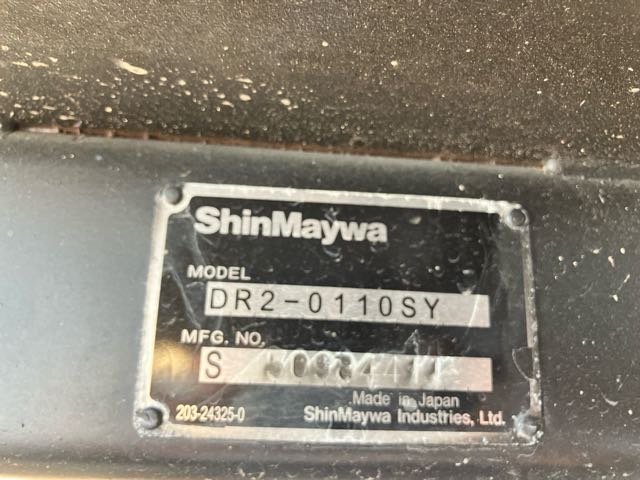 ShinMaywa
MODEL
DR2-0110SY
MFG. NO.
S
Made in Japan
203-24325-0
ShinMaywa Industries, Ltd.